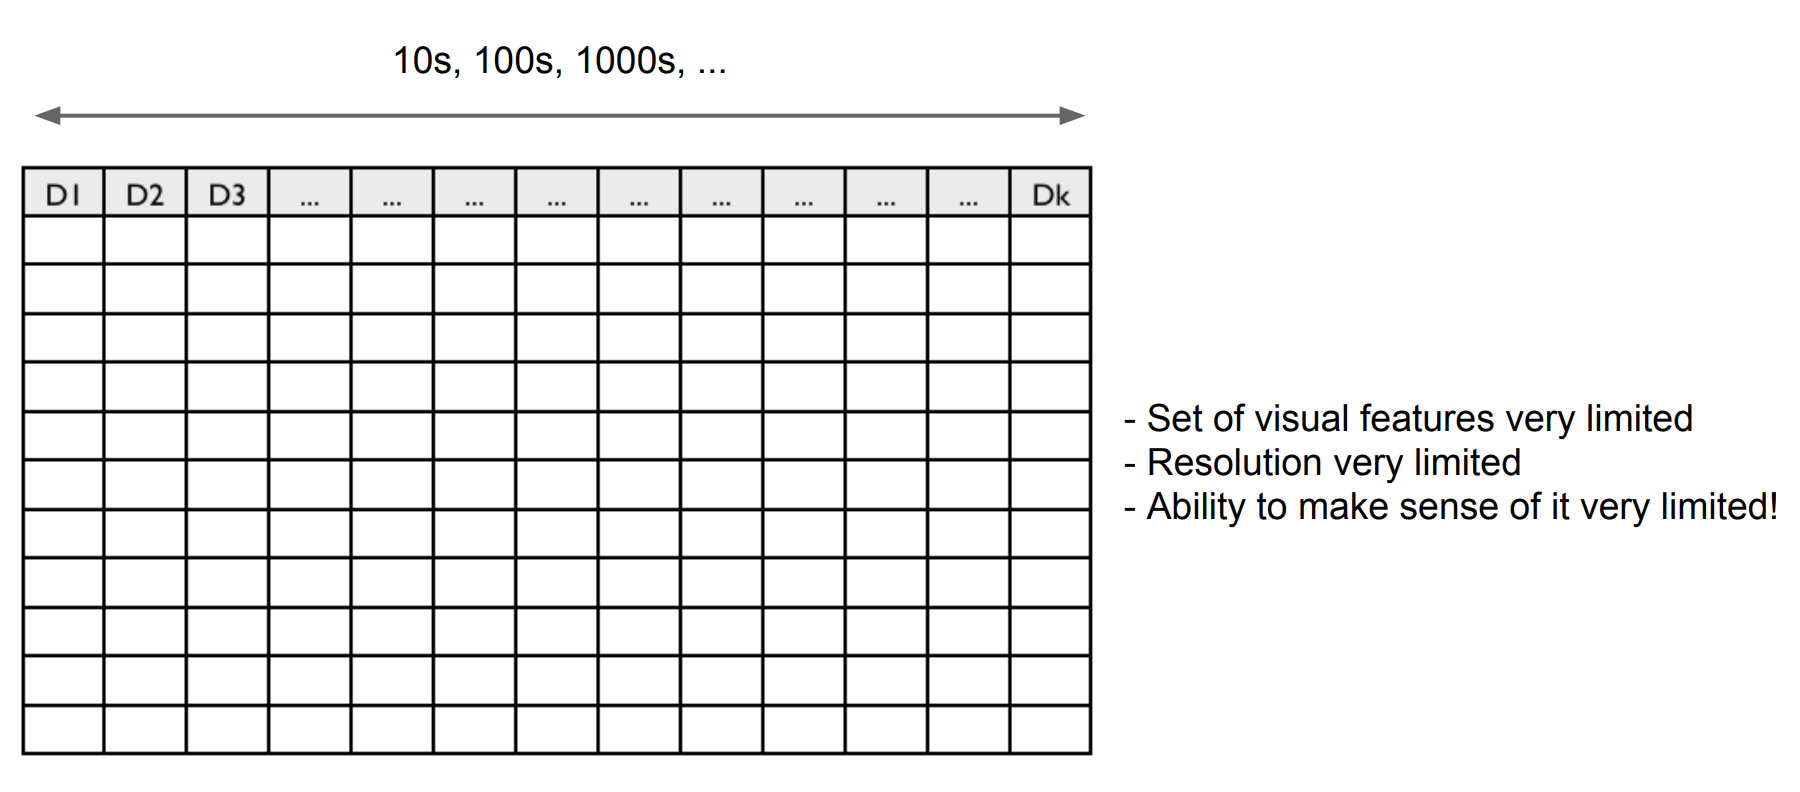 10s, 100s, 1000s, ...
D1 D2 D3 ... ... ... ... ... ... ... ... ... Dk
- Set of visual features very limited
- Resolution very limited
- Ability to make sense of it very limited!